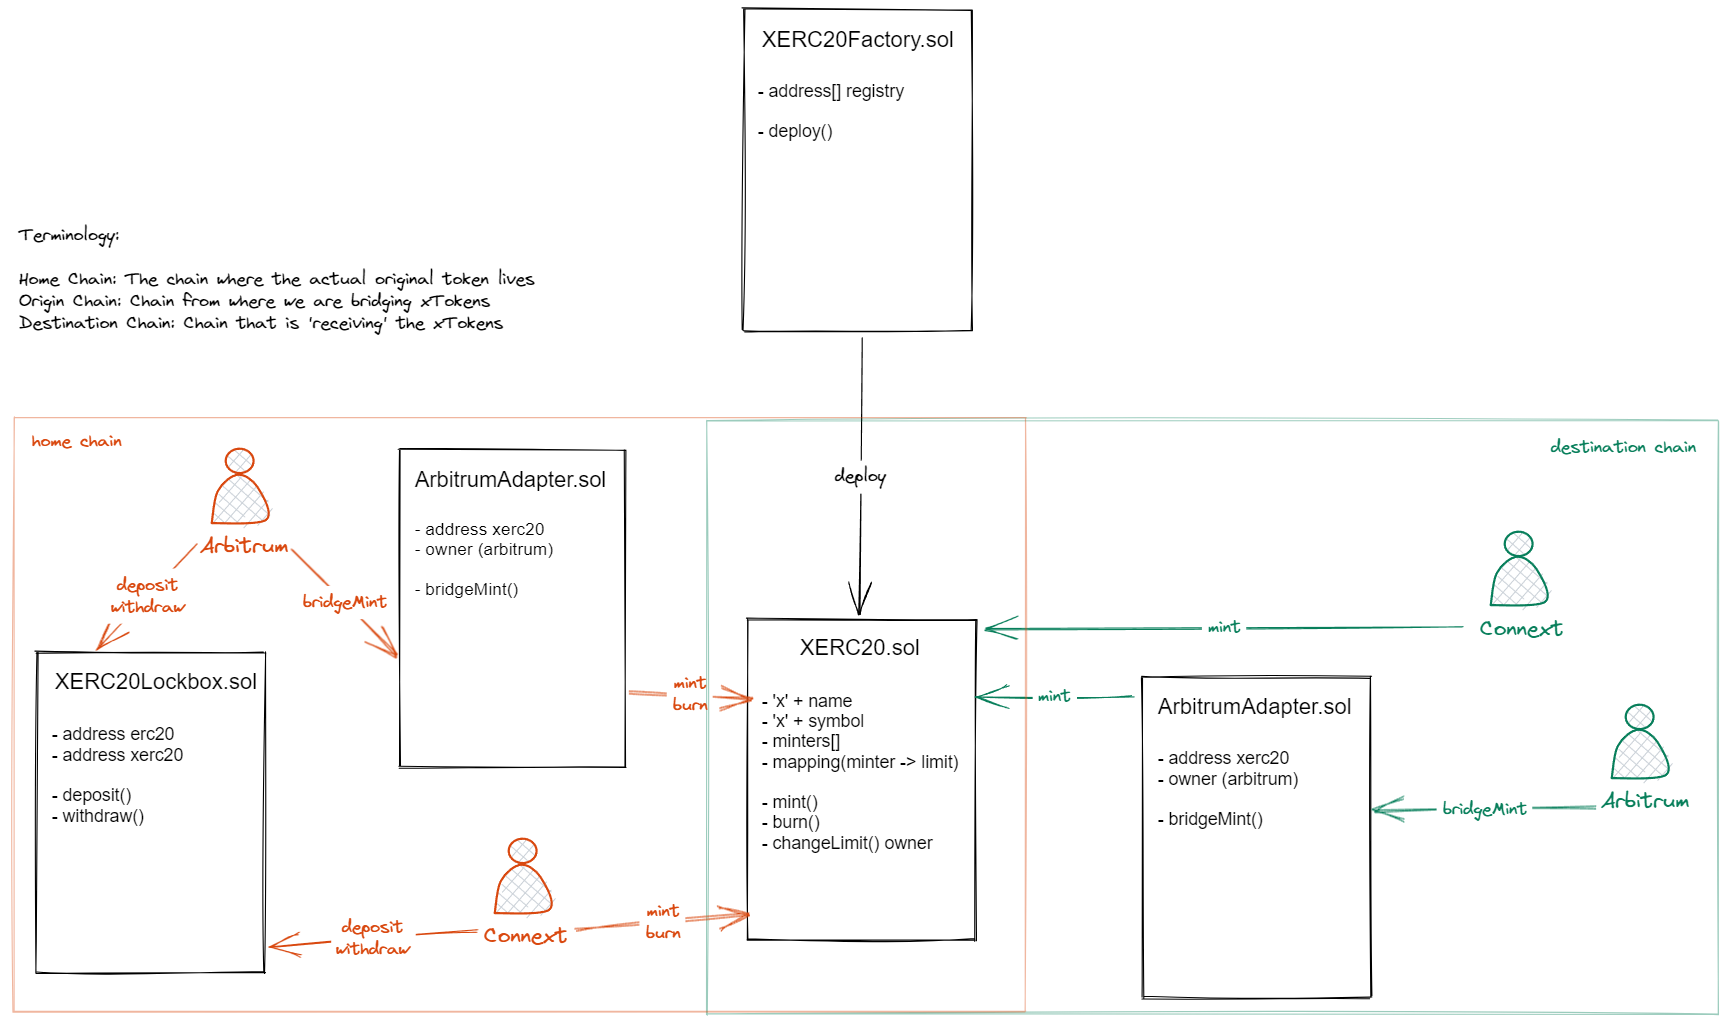 XERC20Factory.sol
- address[] registry
- deploy()
Terminology:
Home Chain: The chain where the actual original token lives
Origin Chain: Chain from where we are bridging xTokens
Destination Chain: Chain that is 'receiving' the xTokens
home chain
destination chain
deploy
Arbitrum
deposit
withdraw
bridgeMint
ArbitrumAdapter.sol
- address xerc20
- owner (arbitrum)
- bridgeMint()
mint
burn
XERC20Lockbox.sol
- address erc20
- address xerc20
- deposit()
- withdraw()
Connext
deposit
withdraw
mint
burn
XERC20.sol
- 'x' + name
- 'x' + symbol
- minters[]
- mapping(minter -> limit)
- mint()
- burn()
- changeLimit() owner
mint
Connext
mint
ArbitrumAdapter.sol
- address xerc20
- owner (arbitrum)
- bridgeMint()
bridgeMint
Arbitrum